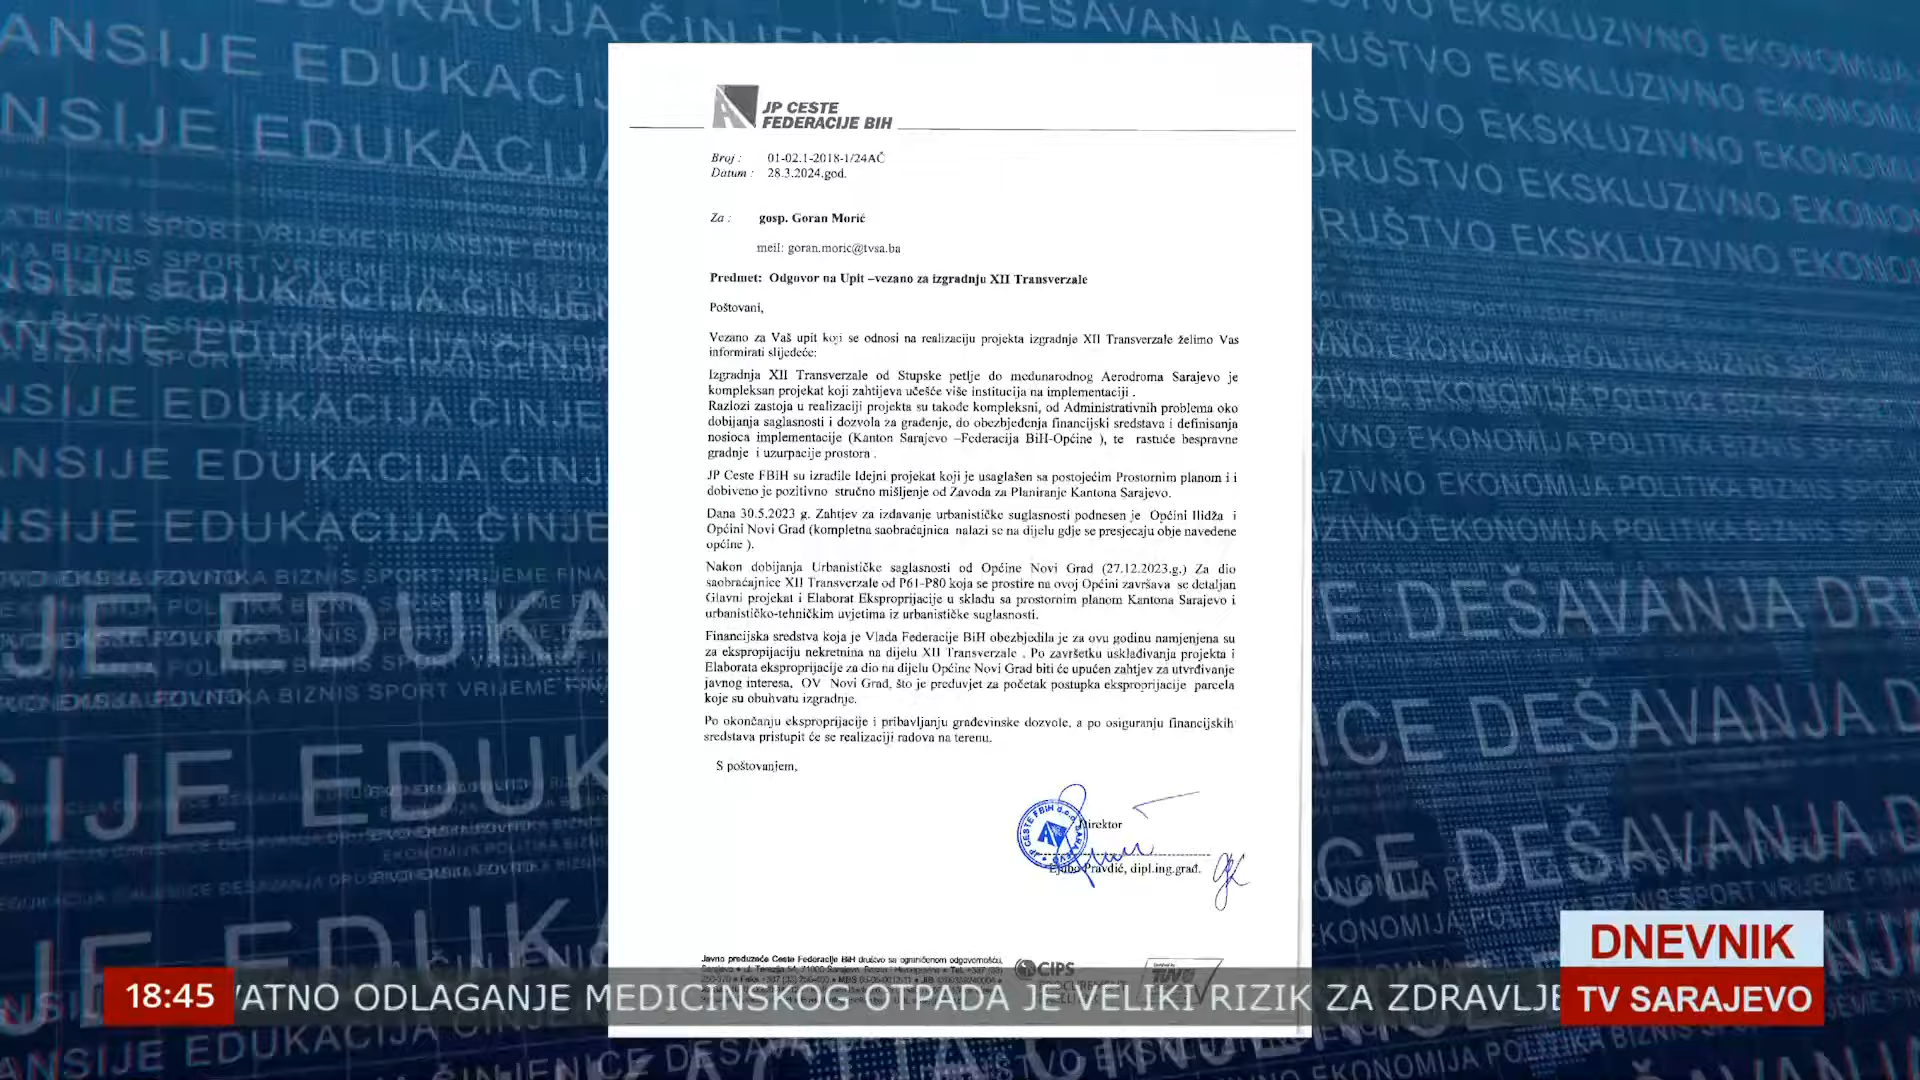 JP CESTE
FEDERACIJE BIH
Broj : 01-02.1-2018-1/24AČ
Datum : 28.3.2024.god.
Za : gosp. Goran Morić
meil: goran.moric@tvsa.ba
Predmet: Odgovor na Upit –vezano za izgradnju XII Transverzale
Poštovani,
Vezano za Vaš upit koji se odnosi na realizaciju projekta izgradnje XII Transverzale želimo Vas
informirati slijedeće:
Izgradnja XII Transverzale od Stupske petlje do međunarodnog Aerodroma Sarajevo je
kompleksan projekat koji zahtijeva učešće više institucija na implementaciji .
Razlozi zastoja u realizaciji projekta su takođe kompleksni, od Administrativnih problema oko
dobijanja saglasnosti i dozvola za građenje, do obezbjeđenja financijski sredstava i definisanja
nosioca implementacije (Kanton Sarajevo –Federacija BiH-Općine ), te rastuće bespravne
gradnje i uzurpacije prostora .
JP Ceste FBiH su izradile Idejni projekat koji je usaglašen sa postojećim Prostornim planom i i
dobiveno je pozitivno stručno mišljenje od Zavoda za Planiranje Kantona Sarajevo.
Dana 30.5.2023 g. Zahtjev za izdavanje urbanističke suglasnosti podnesen je Općini Ilidža i
Općini Novi Grad (kompletna saobraćajnica nalazi se na dijelu gdje se presjecaju obje navedene
općine ).
Nakon dobijanja Urbanističke saglasnosti od Općine Novi Grad (27.12.2023.g.) Za dio
saobraćajnice XII Transverzale od P61-P80 koja se prostire na ovoj Općini završava se detaljan
Glavni projekat i Elaborat Eksproprijacije u skladu sa prostornim planom Kantona Sarajevo i
urbanističko-tehničkim uvjetima iz urbanističke suglasnosti.
Financijska sredstva koja je Vlada Federacije BiH obezbjedila je za ovu godinu namjenjena su
za ekspropijaciju nekretnina na dijelu XII Transverzale . Po završetku usklađivanja projekta i
Elaborata eksproprijacije za dio na dijelu Općine Novi Grad biti će upućen zahtjev za utvrđivanje
javnog interesa, OV Novi Grad, što je preduvjet za početak postupka eksproprijacije parcela
koje su obuhvatu izgradnje.
Po okončanju eksproprijacije i pribavljanju građevinske dozvole, a po osiguranju financijskih
sredstava pristupit će se realizaciji radova na terenu.
S poštovanjem,
Direktor
Ljubo Pravdić, dipl.ing.građ.
JP CESTE FBiH d.o.o. SARAJEVO
Javno preduzeće Ceste Federacije BiH društvo sa ograničenom odgovornošću,
CIPS
18:45
VATNO ODLAGANJE MEDICINSKOG OTPADA JE VELIKI RIZIK ZA ZDRAVLJE
DNEVNIK
TV SARAJEVO